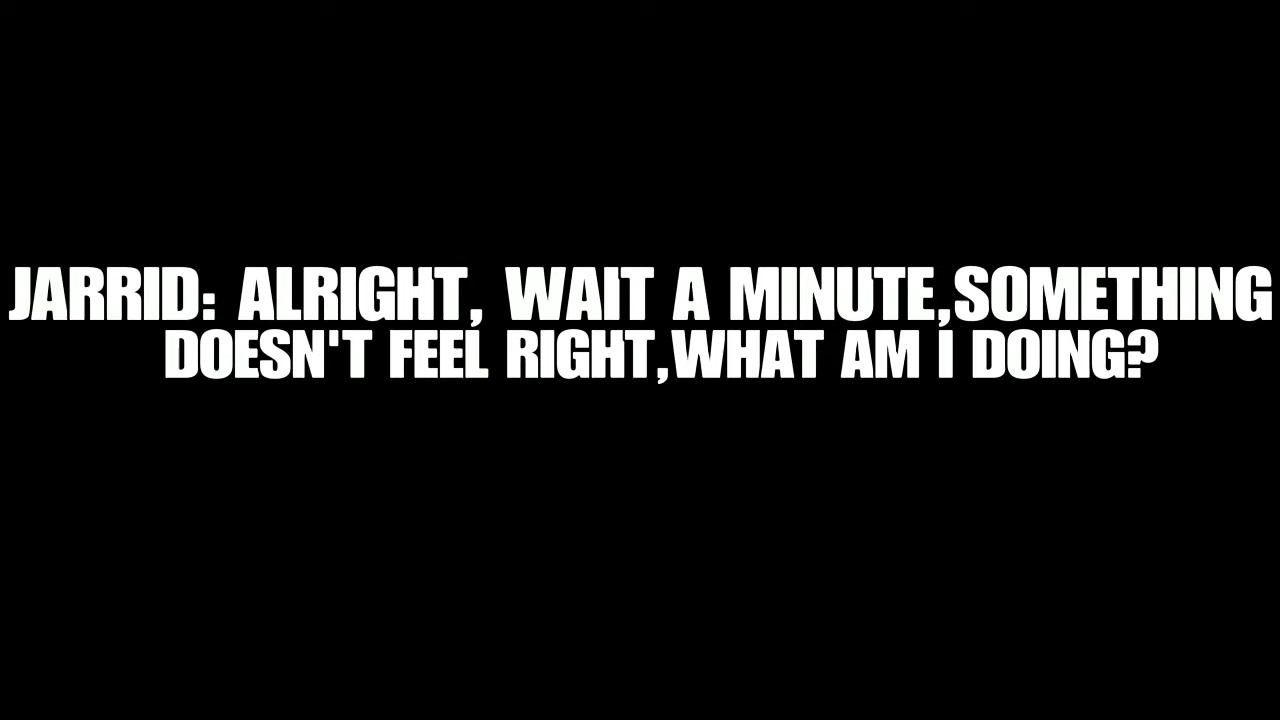 JARRID: ALRIGHT, WAIT A MINUTE,SOMETHING
DOESN'T FEEL RIGHT,WHAT AM I DOING?